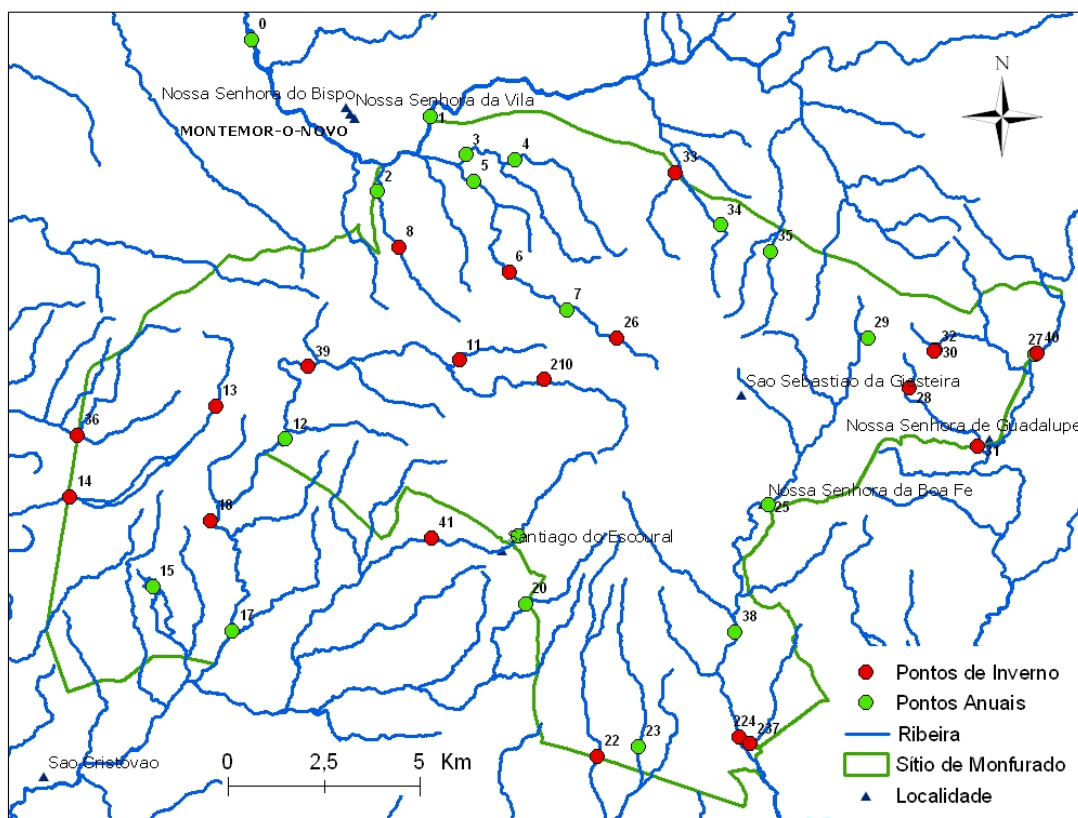 0
N
Nossa Senhora do Bispo
Nossa Senhora da Vila
1
MONTEMOR-O-NOVO
3
4
5
33
2
34
8
35
6
7
26
29
32
27
40
30
39
11
210
Sao Sebastiao da Giesteira
28
13
Nossa Senhora de Guadalupe
36
12
31
14
Nossa Senhora da Boa Fe
25
18
41
Santiago do Escoural
15
20
17
38
Pontos de Inverno
Pontos Anuais
224
237
23
22
Ribeira
0 2,5 5 Km
Sítio de Monfurado
Sao Cristovao
Localidade